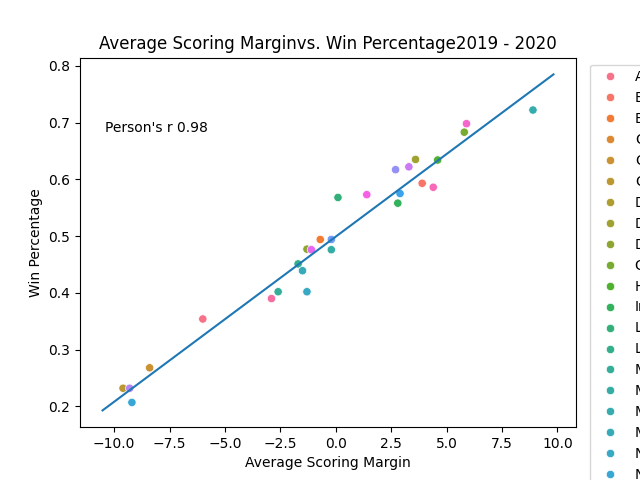 Average Scoring Marginvs. Win Percentage2019 - 2020
Person's r 0.98
Win Percentage
0.8
0.7
0.6
0.5
0.4
0.3
0.2
−10.0 −7.5 −5.0 −2.5 0.0 2.5 5.0 7.5 10.0
Average Scoring Margin